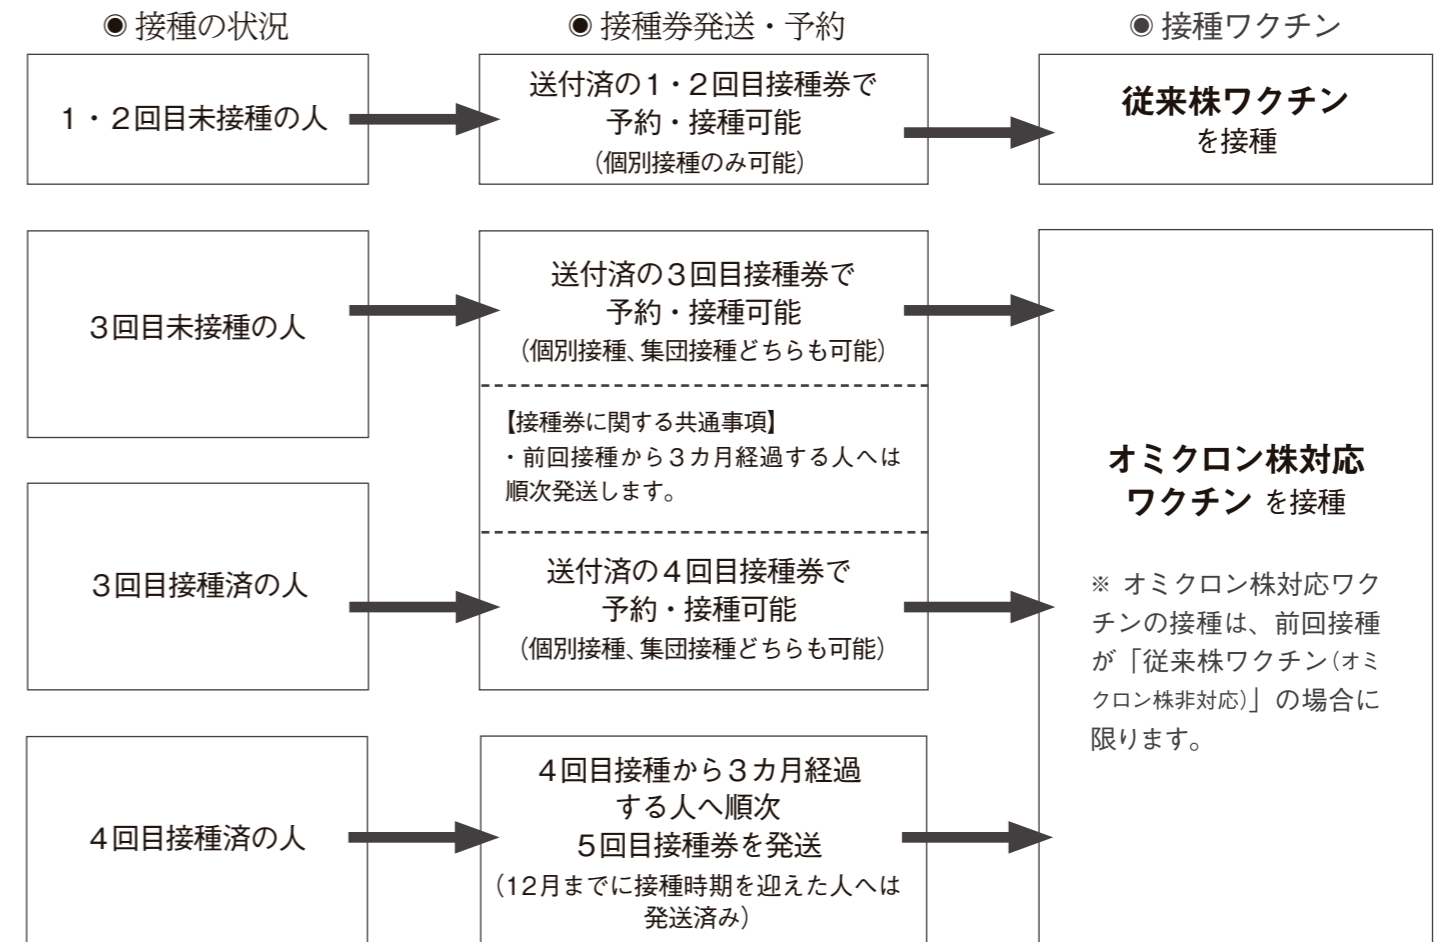 ◉ 接種の状況
◉ 接種券発送・予約
◉ 接種ワクチン
1・2回目未接種の人
送付済の1・2回目接種券で
予約・接種可能
(個別接種のみ可能)
従来株ワクチン
を接種
3回目未接種の人
送付済の3回目接種券で
予約・接種可能
(個別接種、集団接種どちらも可能)
【接種券に関する共通事項】
・前回接種から3カ月経過する人へは
順次発送します。
3回目接種済の人
送付済の4回目接種券で
予約・接種可能
(個別接種、集団接種どちらも可能)
オミクロン株対応
ワクチン を接種
※ オミクロン株対応ワク
チンの接種は、前回接種
が「従来株ワクチン(オミ
クロン株非対応)」の場合に
限ります。
4回目接種済の人
4回目接種から3カ月経過
する人へ順次
5回目接種券を発送
(12月までに接種時期を迎えた人へは
発送済み)